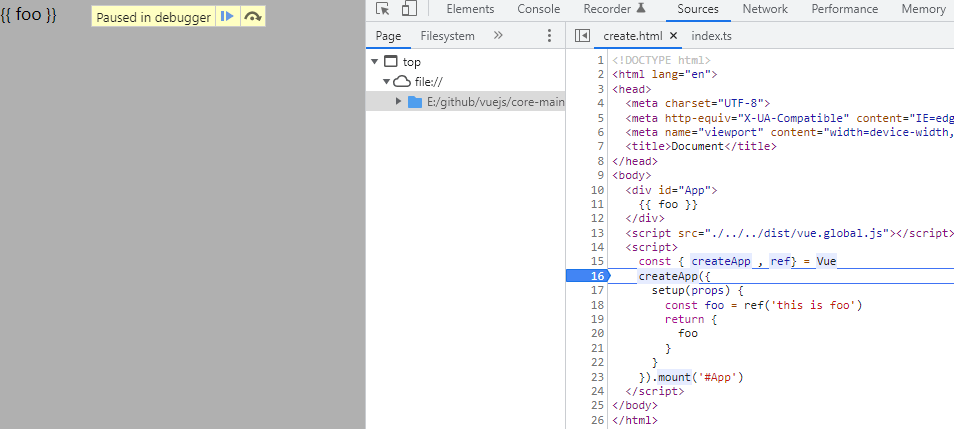 {{ foo }}
Paused in debugger
Elements Console Recorder Sources Network Performance Memory
Page Filesystem »
create.html × index.ts
top
file://
E:/github/vuejs/core-main
1 <!DOCTYPE html>
2 <html lang="en">
3 <head>
4 <meta charset="UTF-8">
5 <meta http-equiv="X-UA-Compatible" content="IE=edg
6 <meta name="viewport" content="width=device-width,
7 <title>Document</title>
8 </head>
9 <body>
10 <div id="App">
11 {{ foo }}
12 </div>
13 <script src="./../../dist/vue.global.js"></script>
14 <script>
15 const { createApp , ref} = Vue
16 createApp({
17 setup(props) {
18 const foo = ref('this is foo')
19 return {
20 foo
21 }
22 }
23 }).mount('#App')
24 </script>
25 </body>
26 </html>